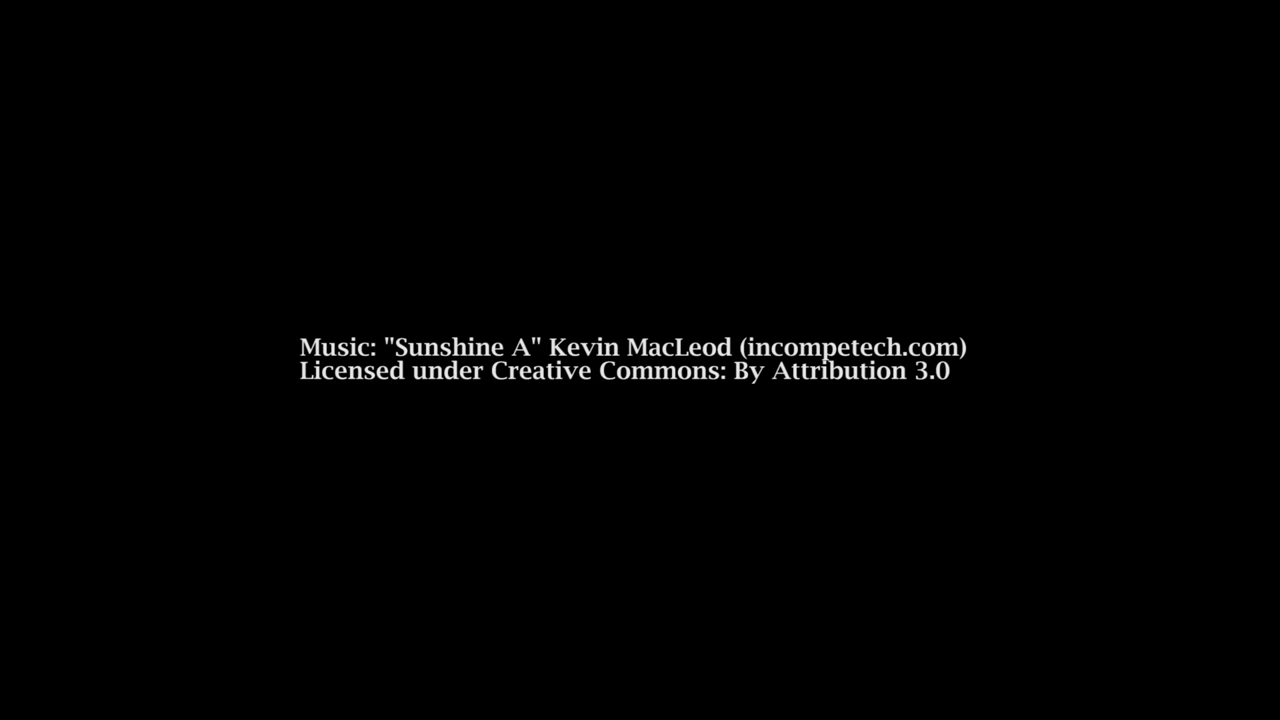 Music: "Sunshine A" Kevin MacLeod (incompetech.com)
Licensed under Creative Commons: By Attribution 3.0